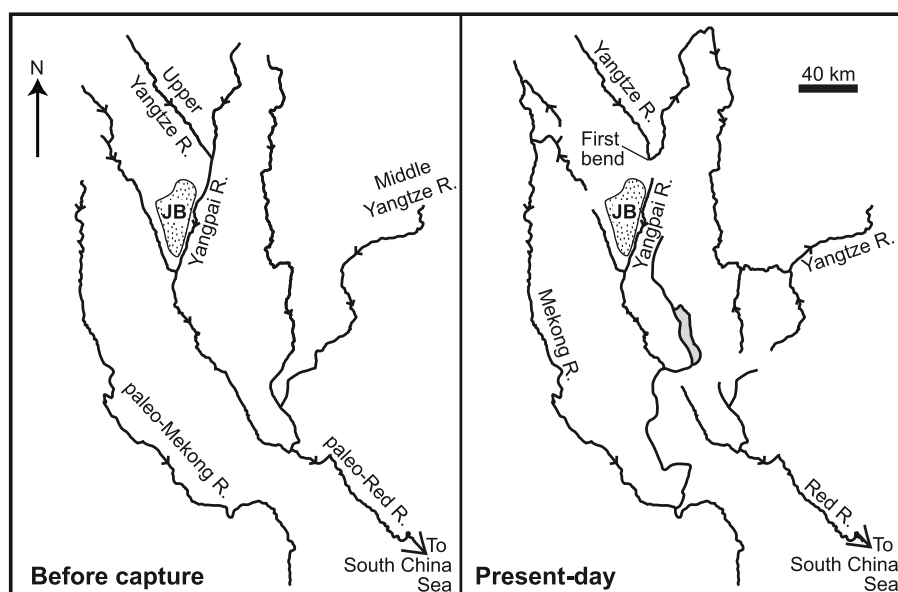 N
Upper
Yangtze R.
JB
Yangpai R.
Middle
Yangtze R.
paleo-Mekong R.
paleo-Red R.
To
South China
Sea
Before capture
40 km
Yangtze R.
First
bend
JB
Yangpai R.
Yangtze R.
Mekong R.
Red R.
To
South China
Sea
Present-day